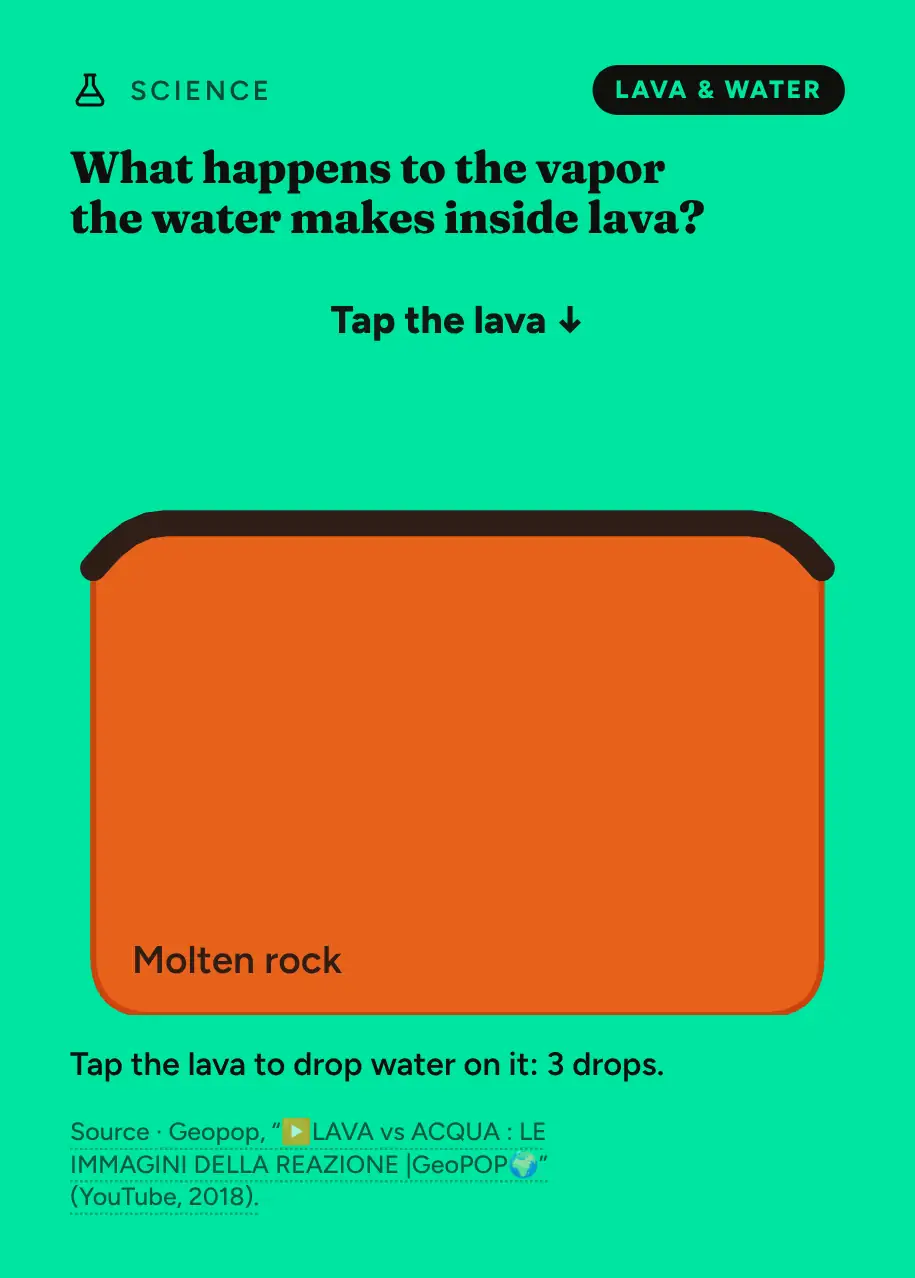 SCIENCE
LAVA & WATER
What happens to the vapor
the water makes inside lava?
Tap the lava ↓
Molten rock
Tap the lava to drop water on it: 3 drops.
Source · Geopop, “▶️LAVA vs ACQUA : LE
IMMAGINI DELLA REAZIONE |GeoPOP🌍”
(YouTube, 2018).